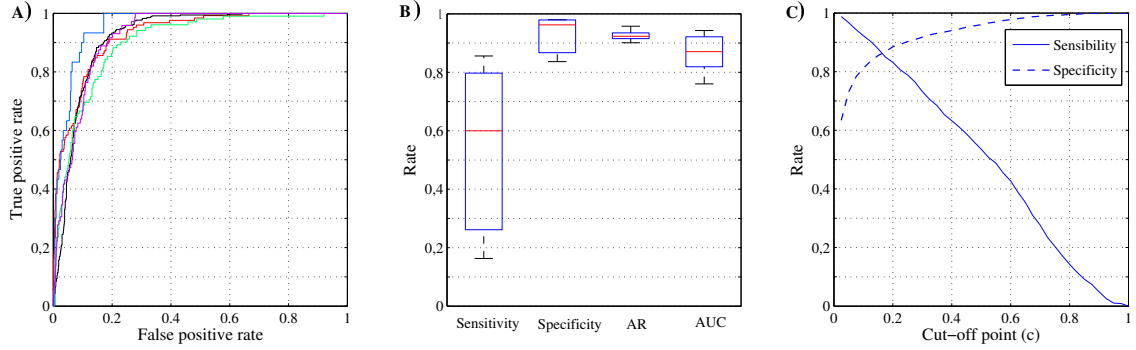 A)
True positive rate
1
0,8
0,6
0,4
0,2
0
0 0.2 0.4 0.6 0,8 1
False positive rate
B)
Rate
1
0,8
0,6
0,4
0,2
0
Sensitivity Specificity AR AUC
C)
Rate
1
0,8
0,6
0,4
0,2
0
Sensibility
Specificity
0 0.2 0.4 0.6 0.8 1
Cut−off point (c)